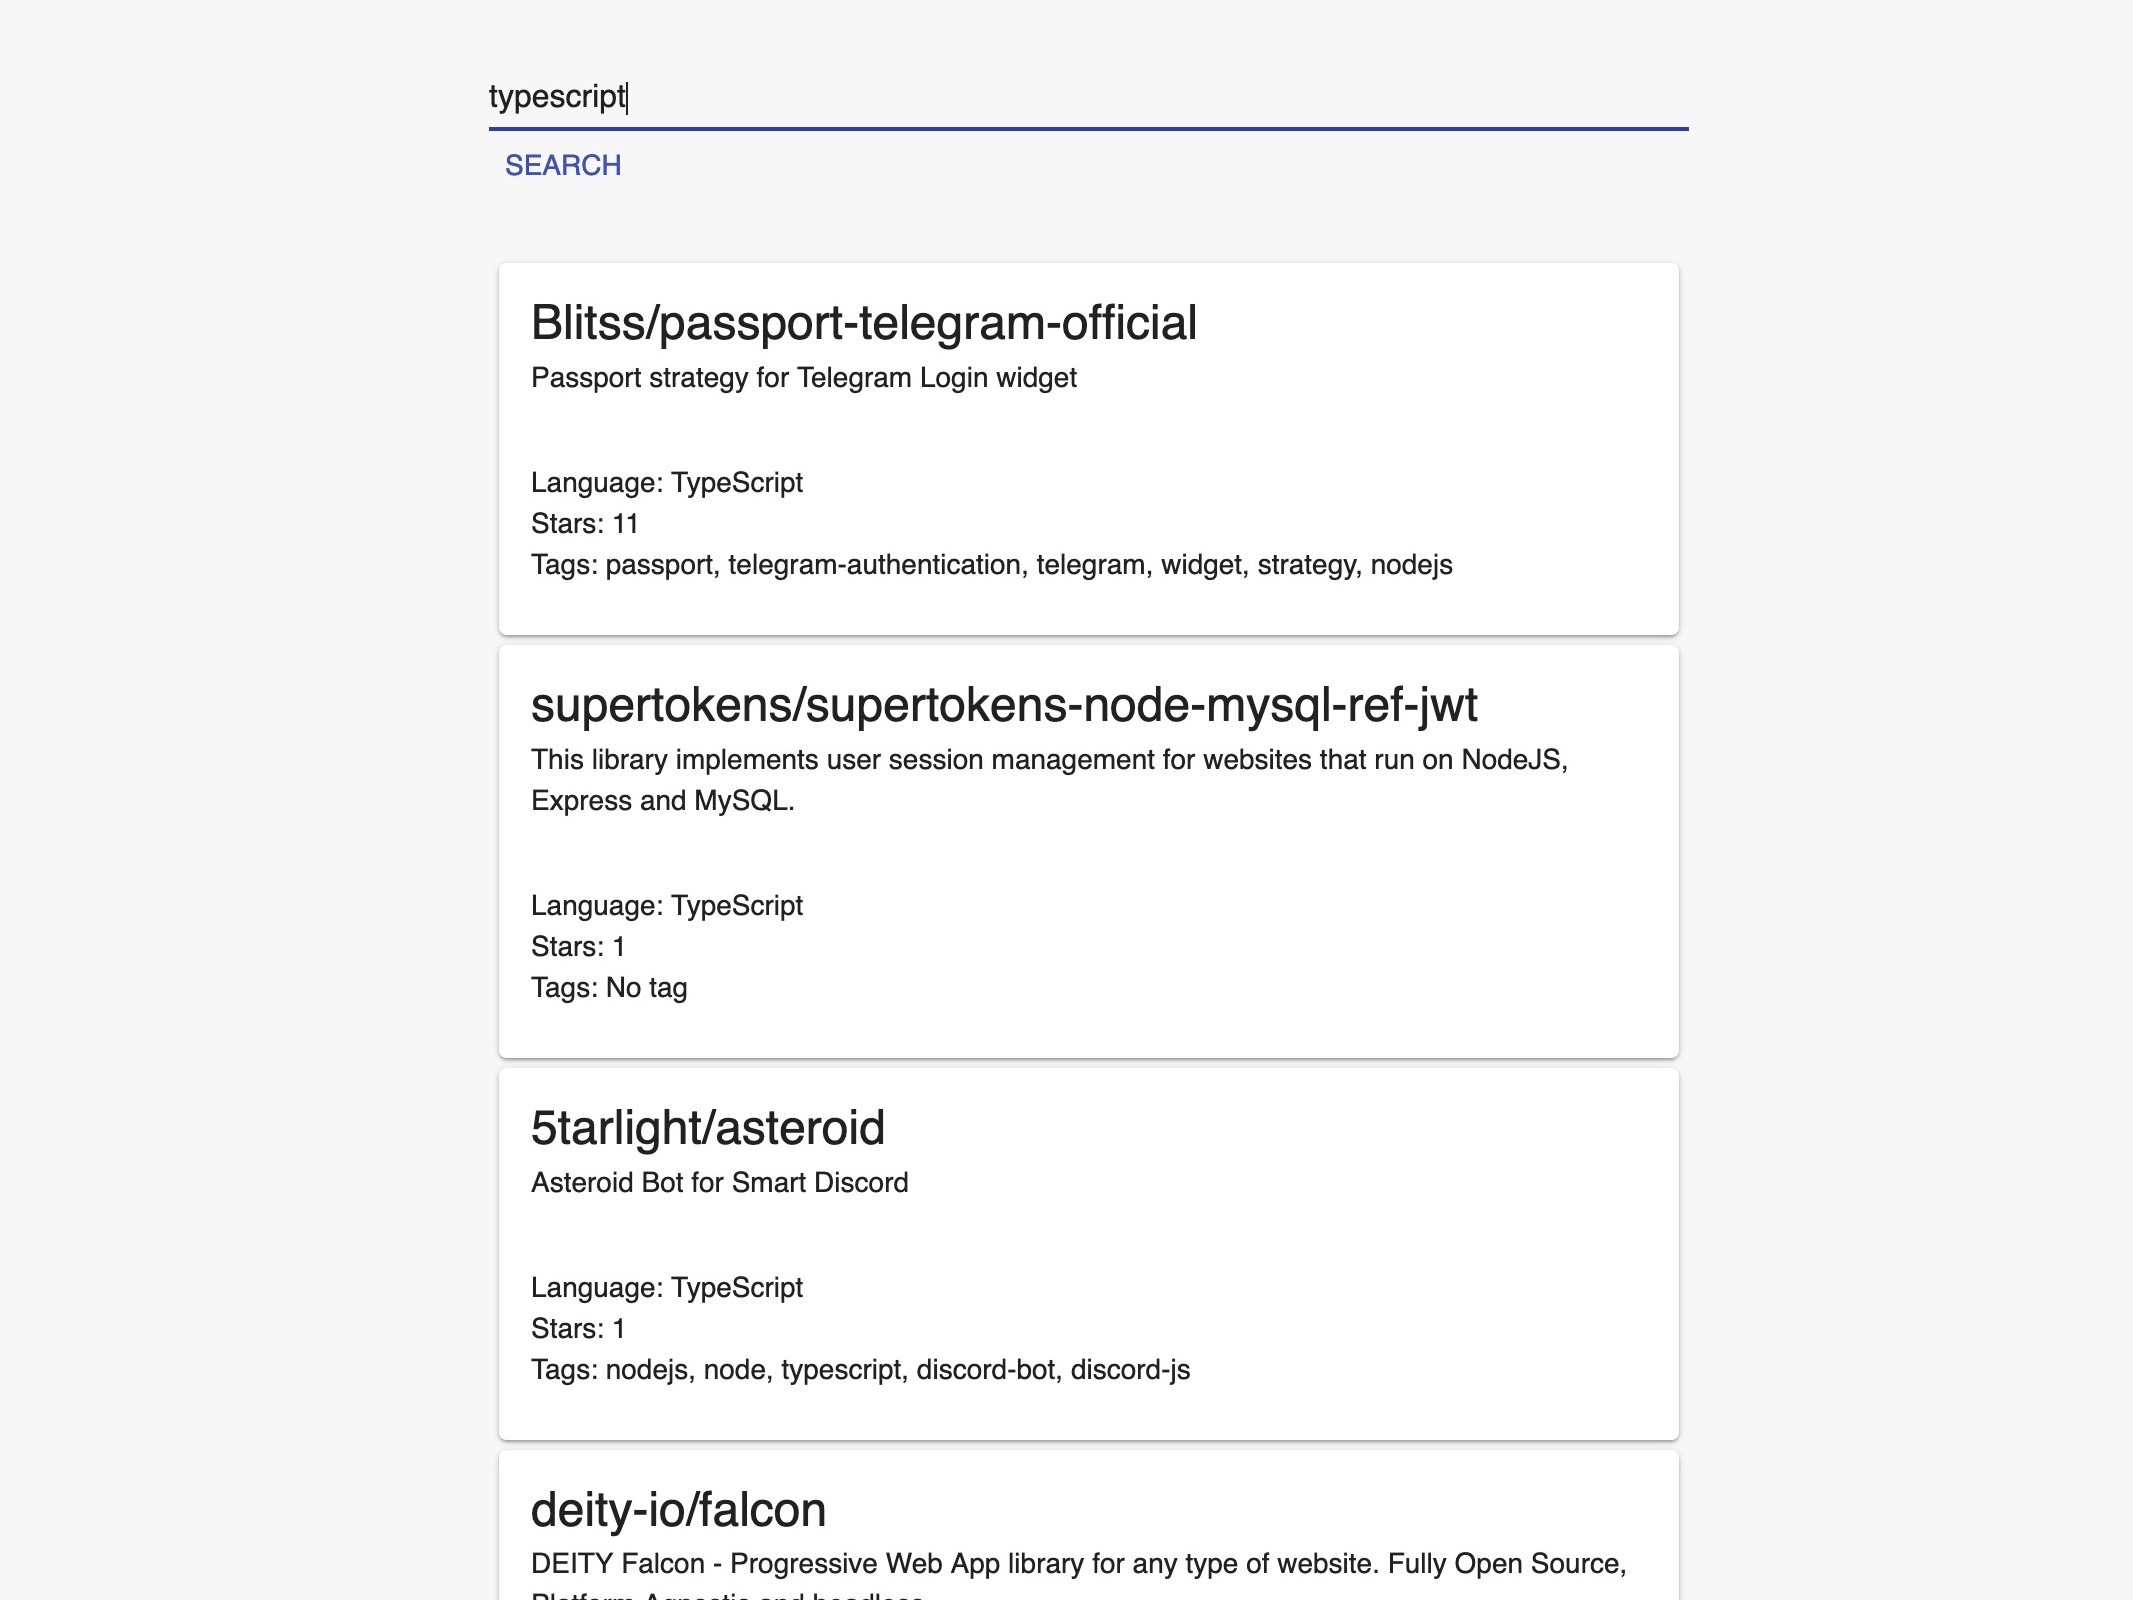 typescript
SEARCH
Blitss/passport-telegram-official
Passport strategy for Telegram Login widget
Language: TypeScript
Stars: 11
Tags: passport, telegram-authentication, telegram, widget, strategy, nodejs
supertokens/supertokens-node-mysql-ref-jwt
This library implements user session management for websites that run on NodeJS,
Express and MySQL.
Language: TypeScript
Stars: 1
Tags: No tag
5tarlight/asteroid
Asteroid Bot for Smart Discord
Language: TypeScript
Stars: 1
Tags: nodejs, node, typescript, discord-bot, discord-js
deity-io/falcon
DEITY Falcon - Progressive Web App library for any type of website. Fully Open Source,
Platform Agnostic and headless